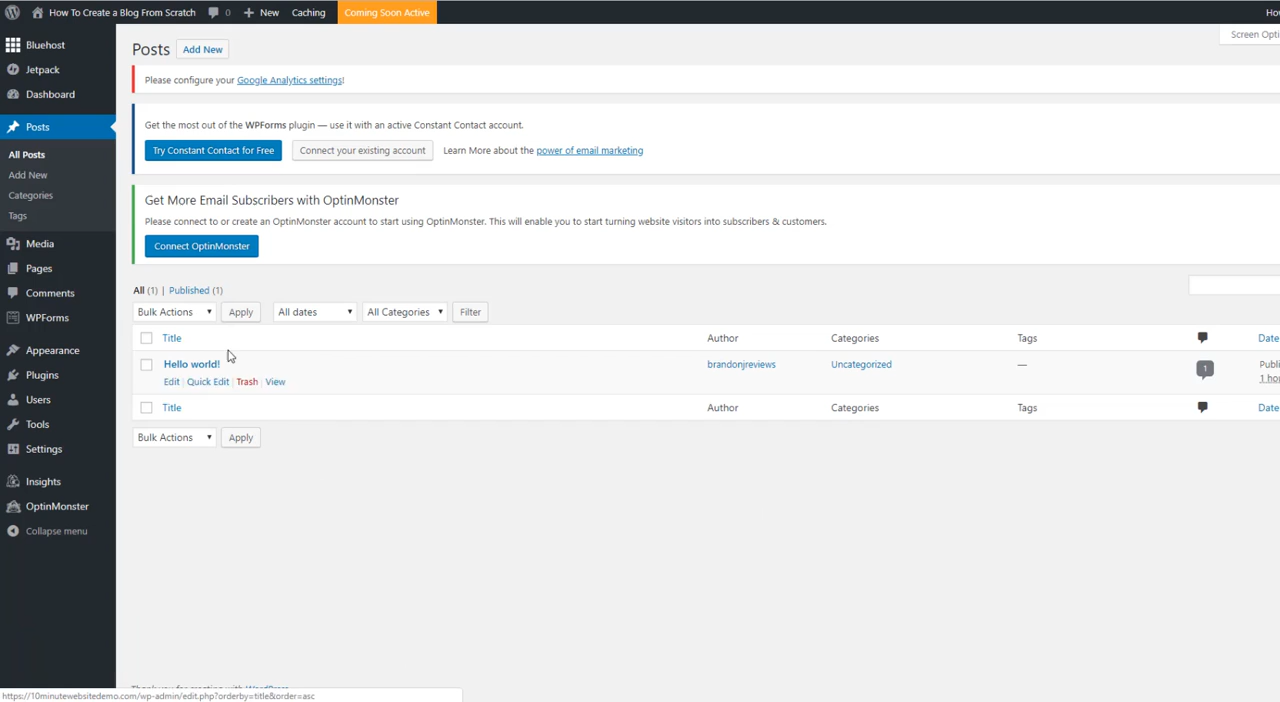 How To Create a Blog From Scratch 0 New Caching Coming Soon Active
Screen Opti
Bluehost
Jetpack
Dashboard
Posts
All Posts
Add New
Categories
Tags
Media
Pages
Comments
WPForms
Appearance
Plugins
Users
Tools
Settings
Insights
OptinMonster
Collapse menu
Posts Add New
Please configure your Google Analytics settings!
Get the most out of the WPForms plugin — use it with an active Constant Contact account.
Try Constant Contact for Free Connect your existing account Learn More about the power of email marketing
Get More Email Subscribers with OptinMonster
Please connect to or create an OptinMonster account to start using OptinMonster. This will enable you to start turning website visitors into subscribers & customers.
Connect OptinMonster
All (1) | Published (1)
Bulk Actions Apply All dates All Categories Filter
Title Author Categories Tags Date
Hello world! brandonjreviews Uncategorized — 1 Publi
Edit | Quick Edit | Trash | View 1 ho
Title Author Categories Tags Date
Bulk Actions Apply
https://10minutewebsitedemo.com/wp-admin/edit.php?orderby=title&order=asc